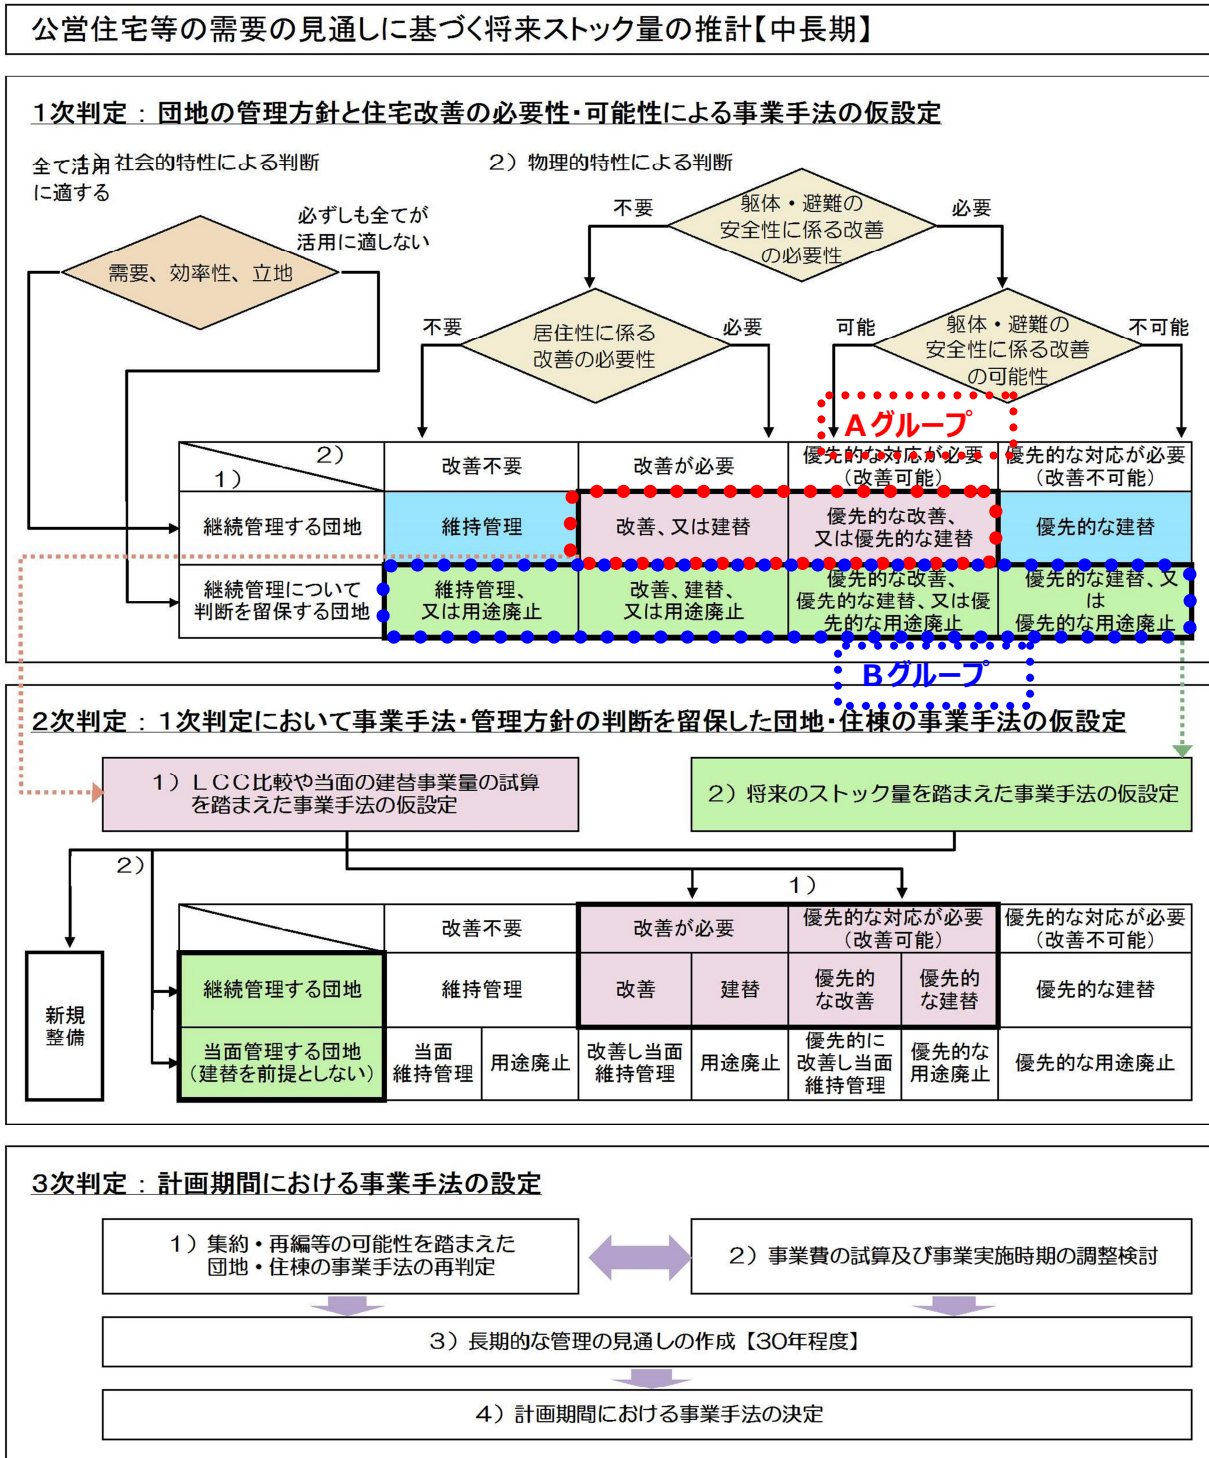 公営住宅等の需要の見通しに基づく将来ストック量の推計【中長期】
1次判定：団地の管理方針と住宅改善の必要性・可能性による事業手法の仮設定
1）社会的特性による判断
全て活用
に適する
必ずしも全てが
活用に適しない
需要、効率性、立地
2）物理的特性による判断
不要
躯体・避難の
安全性に係る改善
の必要性
必要
不要
居住性に係る
改善の必要性
必要
可能
躯体・避難の
安全性に係る改善
の可能性
不可能
Aグループ
2）
1）
改善不要
改善が必要
優先的な対応が必要
（改善可能）
優先的な対応が必要
（改善不可能）
継続管理する団地
維持管理
改善、又は建替
優先的な改善、
又は優先的な建替
優先的な建替
継続管理について
判断を留保する団地
維持管理、
又は用途廃止
改善、建替、
又は用途廃止
優先的な改善、
優先的な建替、又は優
先的な用途廃止
優先的な建替、又
は
優先的な用途廃止
Bグループ
2次判定：1次判定において事業手法・管理方針の判断を留保した団地・住棟の事業手法の仮設定
1）LCC比較や当面の建替事業量の試算
を踏まえた事業手法の仮設定
2）将来のストック量を踏まえた事業手法の仮設定
2）
1）
改善不要
改善が必要
優先的な対応が必要
（改善可能）
優先的な対応が必要
（改善不可能）
新規
整備
継続管理する団地
維持管理
改善
建替
優先的
な改善
優先的
な建替
優先的な建替
当面管理する団地
（建替を前提としない）
当面
維持管理
用途廃止
改善し当面
維持管理
用途廃止
優先的に
改善し当面
維持管理
優先的な
用途廃止
優先的な用途廃止
3次判定：計画期間における事業手法の設定
1）集約・再編等の可能性を踏まえた
団地・住棟の事業手法の再判定
2）事業費の試算及び事業実施時期の調整検討
3）長期的な管理の見通しの作成【30年程度】
4）計画期間における事業手法の決定